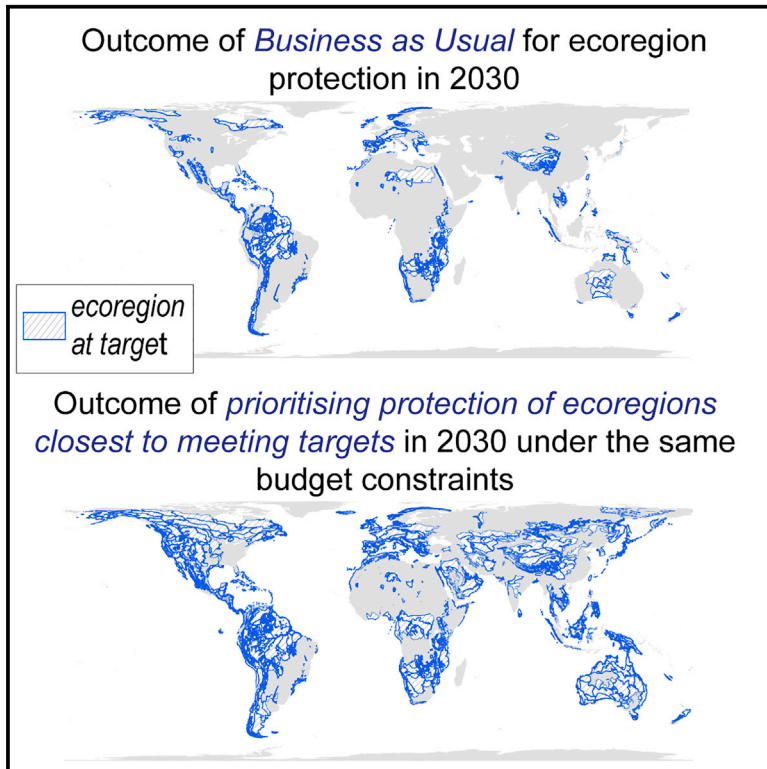 Outcome of Business as Usual for ecoregion
protection in 2030
ecoregion
at target
Outcome of prioritising protection of ecoregions
closest to meeting targets in 2030 under the same
budget constraints